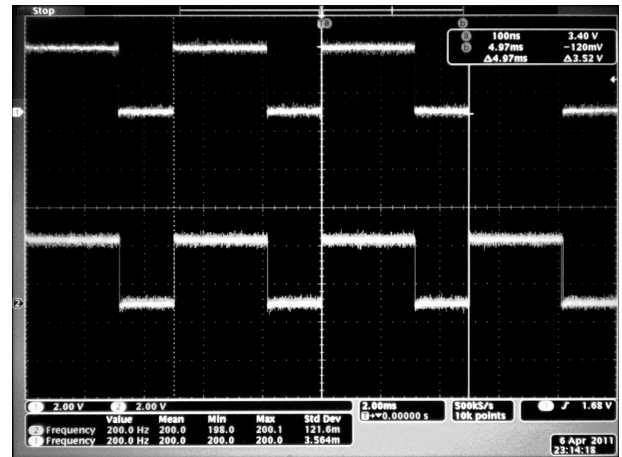 Stop
a b
a 100ns 3.40 V
b 4.97ms −120mV
Δ4.97ms Δ3.52 V
1
2
1 2.00 V 2 2.00 V
2.00ms
T→▼0.00000 s
500kS/s
10k points
1 ∫ 1.68 V
Value Mean Min Max Std Dev
2 Frequency 200.0 Hz 200.0 198.0 200.1 121.6m
1 Frequency 200.0 Hz 200.0 200.0 200.0 3.564m
6 Apr 2011
23:14:18